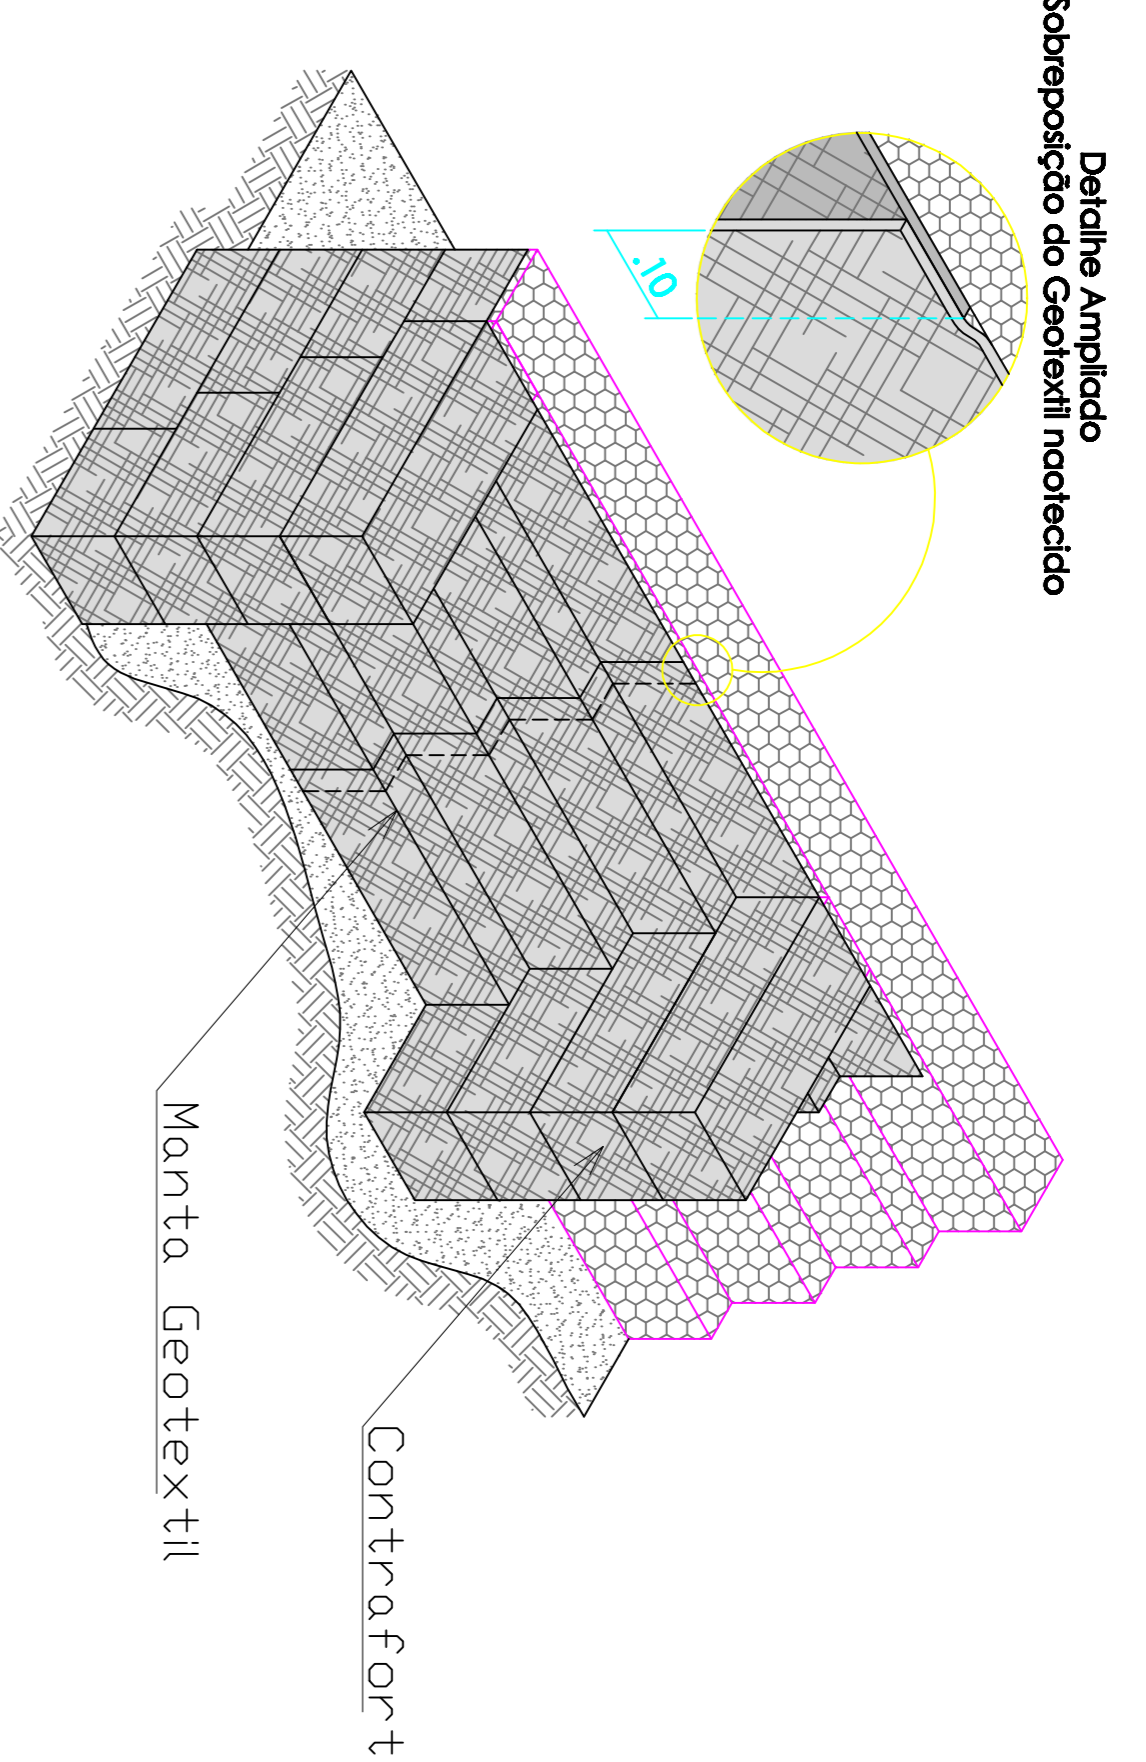 Detalhe Ampliado
Sobreposição do Geotextil naotecido
.10
Manta Geotextil
Contrafort